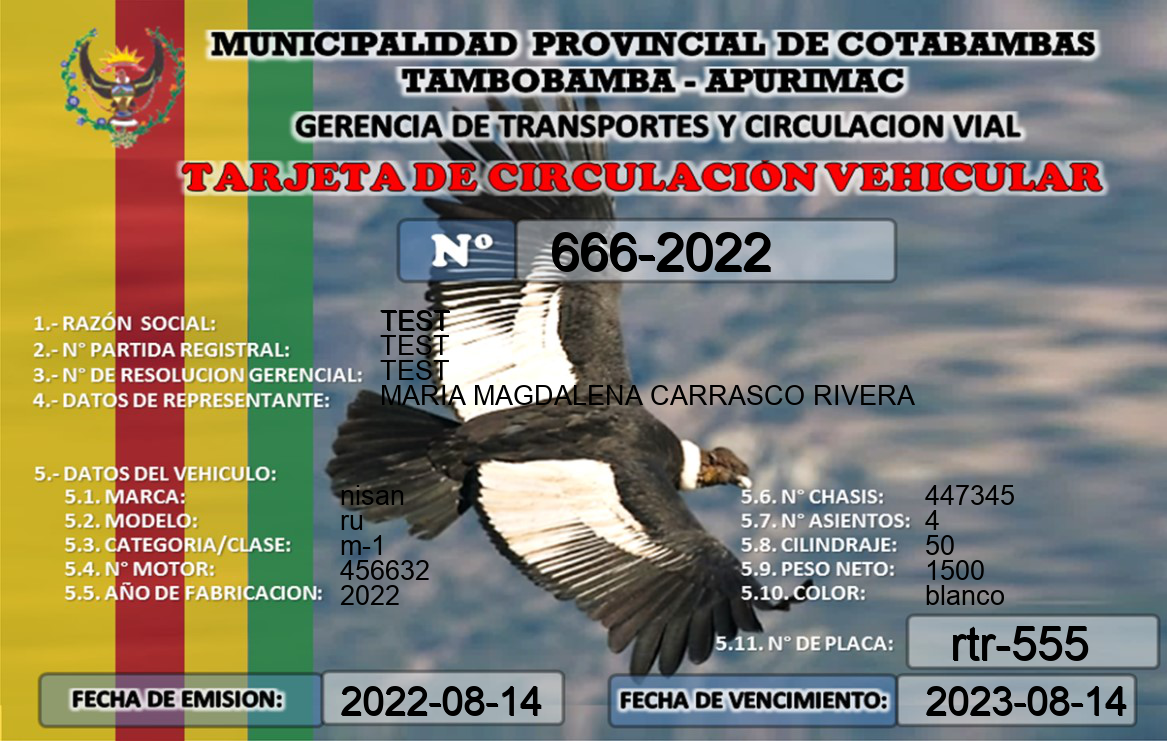 MUNICIPALIDAD PROVINCIAL DE COTABAMBAS
TAMBOBAMBA - APURIMAC
GERENCIA DE TRANSPORTES Y CIRCULACION VIAL
TARJETA DE CIRCULACIÓN VEHICULAR
Nº 666-2022
1.- RAZÓN SOCIAL: TEST
2.- N° PARTIDA REGISTRAL: TEST
3.- N° DE RESOLUCION GERENCIAL: TEST
4.- DATOS DE REPRESENTANTE: MARIA MAGDALENA CARRASCO RIVERA
5.- DATOS DEL VEHICULO:
5.1. MARCA: nisan 5.6. N° CHASIS: 447345
5.2. MODELO: ru 5.7. N° ASIENTOS: 4
5.3. CATEGORIA/CLASE: m-1 5.8. CILINDRAJE: 50
5.4. N° MOTOR: 456632 5.9. PESO NETO: 1500
5.5. AÑO DE FABRICACION: 2022 5.10. COLOR: blanco
5.11. N° DE PLACA: rtr-555
FECHA DE EMISION: 2022-08-14 FECHA DE VENCIMIENTO: 2023-08-14